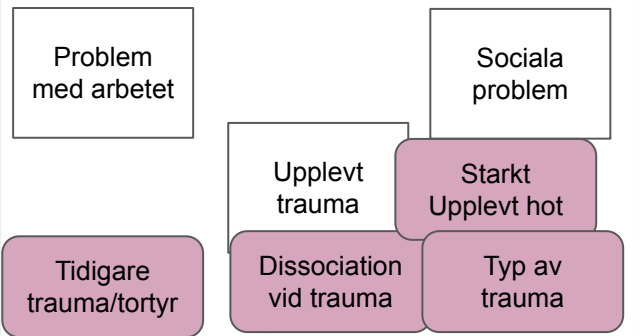 Problem
med arbetet
Sociala
problem
Upplevt
trauma
Starkt
Upplevt hot
Tidigare
trauma/tortyr
Dissociation
vid trauma
Typ av
trauma